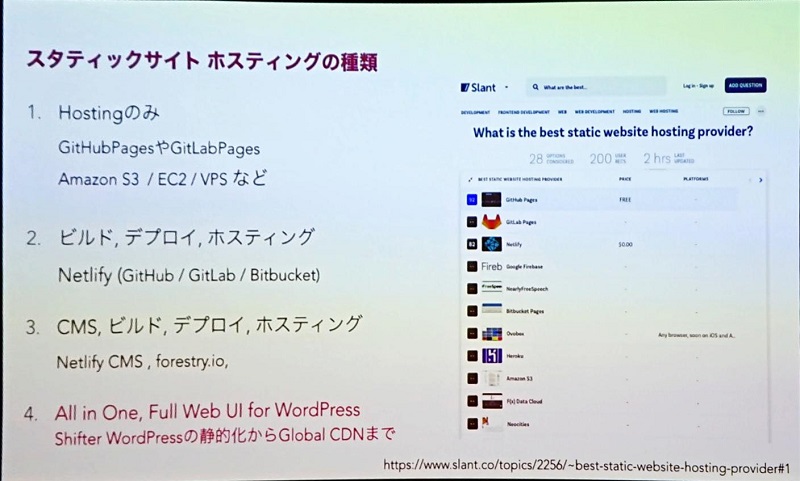 スタティックサイト ホスティングの種類
1. Hostingのみ
GitHubPagesやGitLabPages
Amazon S3 / EC2 / VPS など
2. ビルド, デプロイ, ホスティング
Netlify (GitHub / GitLab / Bitbucket)
3. CMS, ビルド, デプロイ, ホスティング
Netlify CMS , forestry.io,
4. All in One, Full Web UI for WordPress
Shifter WordPressの静的化からGlobal CDNまで
Slant
What are the best...
Log in · Sign up
ADD QUESTION
DEVELOPMENT FRONTEND DEVELOPMENT WEB WEB DEVELOPMENT HOSTING WEB HOSTING
FOLLOW
What is the best static website hosting provider?
28 OPTIONS CONSIDERED
200 USER
2 hrs LAST UPDATED
BEST STATIC WEBSITE HOSTING PROVIDER PRICE PLATFORMS
92 GitHub Pages FREE -
GitLab Pages - -
82 Netlify $0.00 -
Fireb Google Firebase - -
NearlyFreeSpeech - -
Bitbucket Pages - -
Any browser, soon on iOS and A..
Heroku - -
Amazon S3 - -
F(x) Data Cloud - -
Neocities - -
https://www.slant.co/topics/2256/~best-static-website-hosting-provider#1